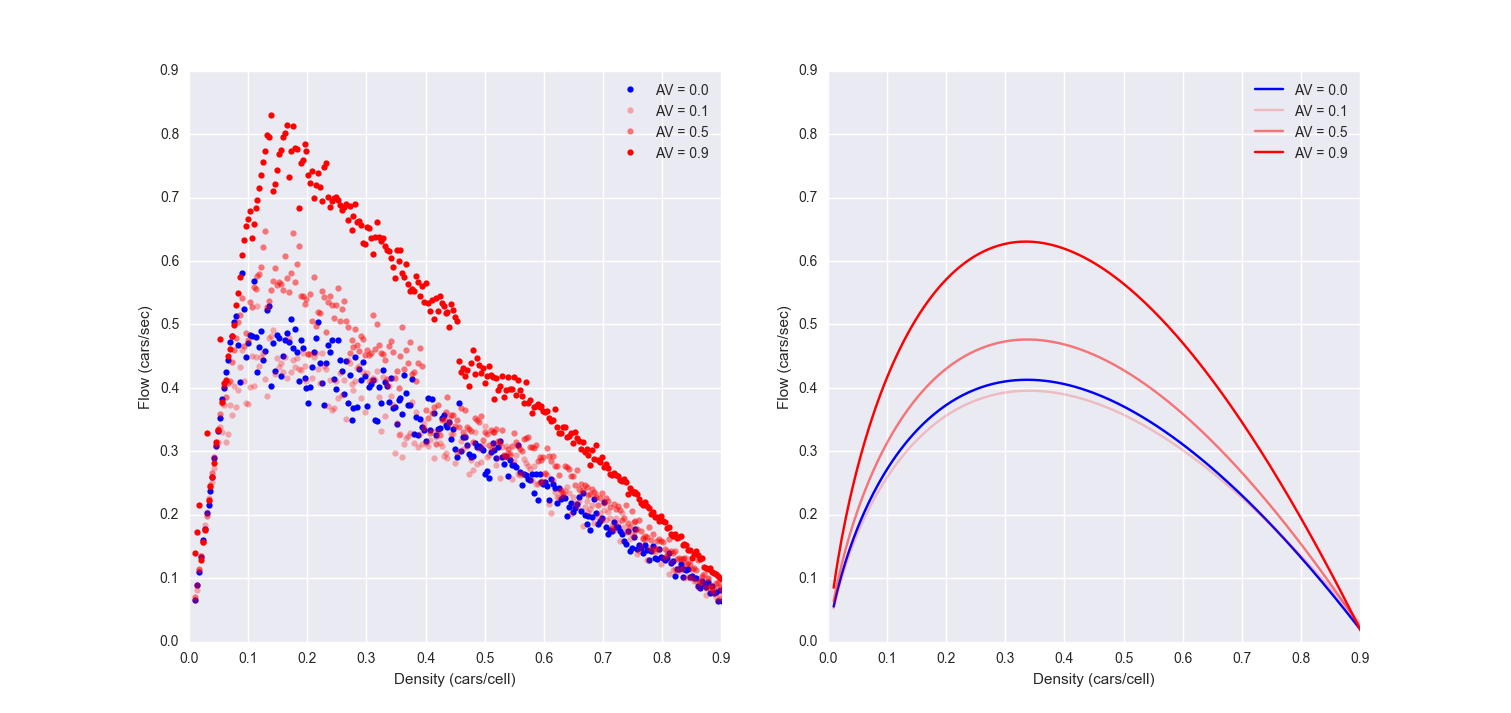 0.9
0.8
0.7
0.6
0.5
0.4
0.3
0.2
0.1
0.0
Flow (cars/sec)
AV = 0.0
AV = 0.1
AV = 0.5
AV = 0.9
0.0 0.1 0.2 0.3 0.4 0.5 0.6 0.7 0.8 0.9
Density (cars/cell)
0.9
0.8
0.7
0.6
0.5
0.4
0.3
0.2
0.1
0.0
Flow (cars/sec)
AV = 0.0
AV = 0.1
AV = 0.5
AV = 0.9
0.0 0.1 0.2 0.3 0.4 0.5 0.6 0.7 0.8 0.9
Density (cars/cell)